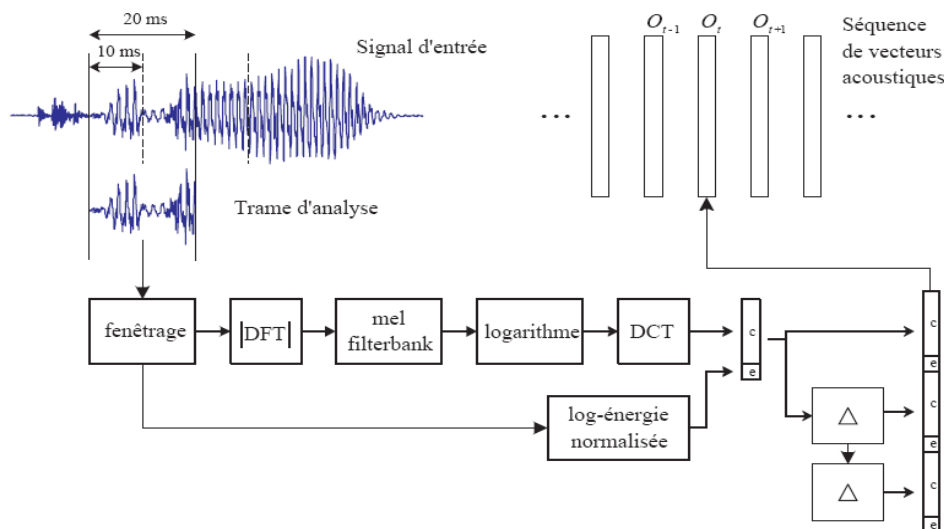 20 ms
10 ms
Signal d'entrée
O_{t-1} O_t O_{t+1}
Séquence
de vecteurs
acoustiques
... ...
Trame d'analyse
fenêtrage
|DFT|
mel
filterbank
logarithme
DCT
c
e
log-énergie
normalisée
△
△
c
e
c
e
c
e